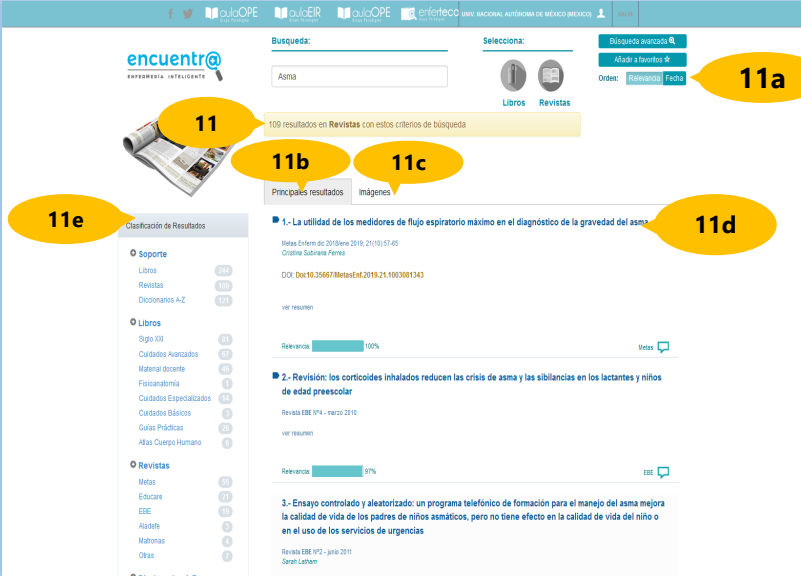 aulaOPE
aulaEIR
aulaOPE
enferteco
UNIV. NACIONAL AUTÓNOMA DE MÉXICO (MEXICO)
encuentr@
ENFERMERÍA INTELIGENTE
Busqueda:
Asma
Selecciona:
Libros
Revistas
Búsqueda avanzada
Añadir a favoritos
Orden: Relevancia Fecha
11a
11
109 resultados en Revistas con estos criterios de búsqueda
11b
11c
Principales resultados
Imágenes
11e
Clasificación de Resultados
Soporte
Libros 244
Revistas 109
Diccionarios A-Z 121
Libros
Siglo XXI 81
Cuidados Avanzados 67
Material docente
Fisioanatomía 1
Cuidados Especializados 14
Cuidados Básicos 3
Guías Prácticas
Atlas Cuerpo Humano
Revistas
Metas 55
Educare 21
EBE 19
Aladefe 3
Matronas 4
Otras 7
11d
1.- La utilidad de los medidores de flujo espiratorio máximo en el diagnóstico de la gravedad del asma
Metas Enferm dic 2018/ene 2019; 21(10):57-65
Cristina Subirana Ferres
DOI: Doi:10.35667/MetasEnf.2019.21.1003081343
ver resumen
Relevancia: 100%
Metas
2.- Revisión: los corticoides inhalados reducen las crisis de asma y las sibilancias en los lactantes y niños
de edad preescolar
Revista EBE Nº4 - marzo 2010
ver resumen
Relevancia: 97%
EBE
3.- Ensayo controlado y aleatorizado: un programa telefónico de formación para el manejo del asma mejora
la calidad de vida de los padres de niños asmáticos, pero no tiene efecto en la calidad de vida del niño o
en el uso de los servicios de urgencias
Revista EBE Nº2 - junio 2011
Sarah Latham